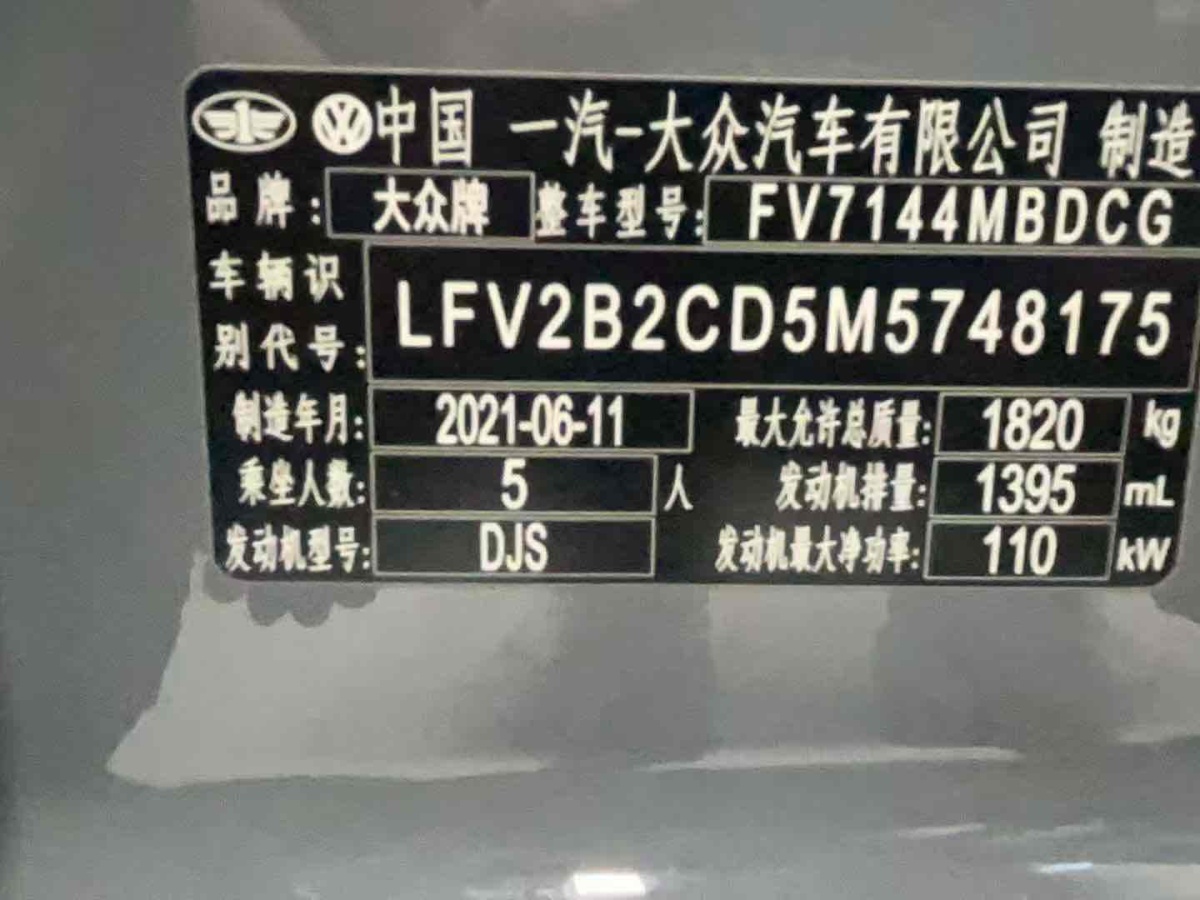 中国 一汽-大众汽车有限公司 制造
品牌: 大众牌 整车型号: FV7144MBDCG
车辆识
别代号: LFV2B2CD5M5748175
制造年月: 2021-06-11 最大允许总质量: 1820 kg
乘坐人数: 5 人 发动机排量: 1395 mL
发动机型号: DJS 发动机最大净功率: 110 kW